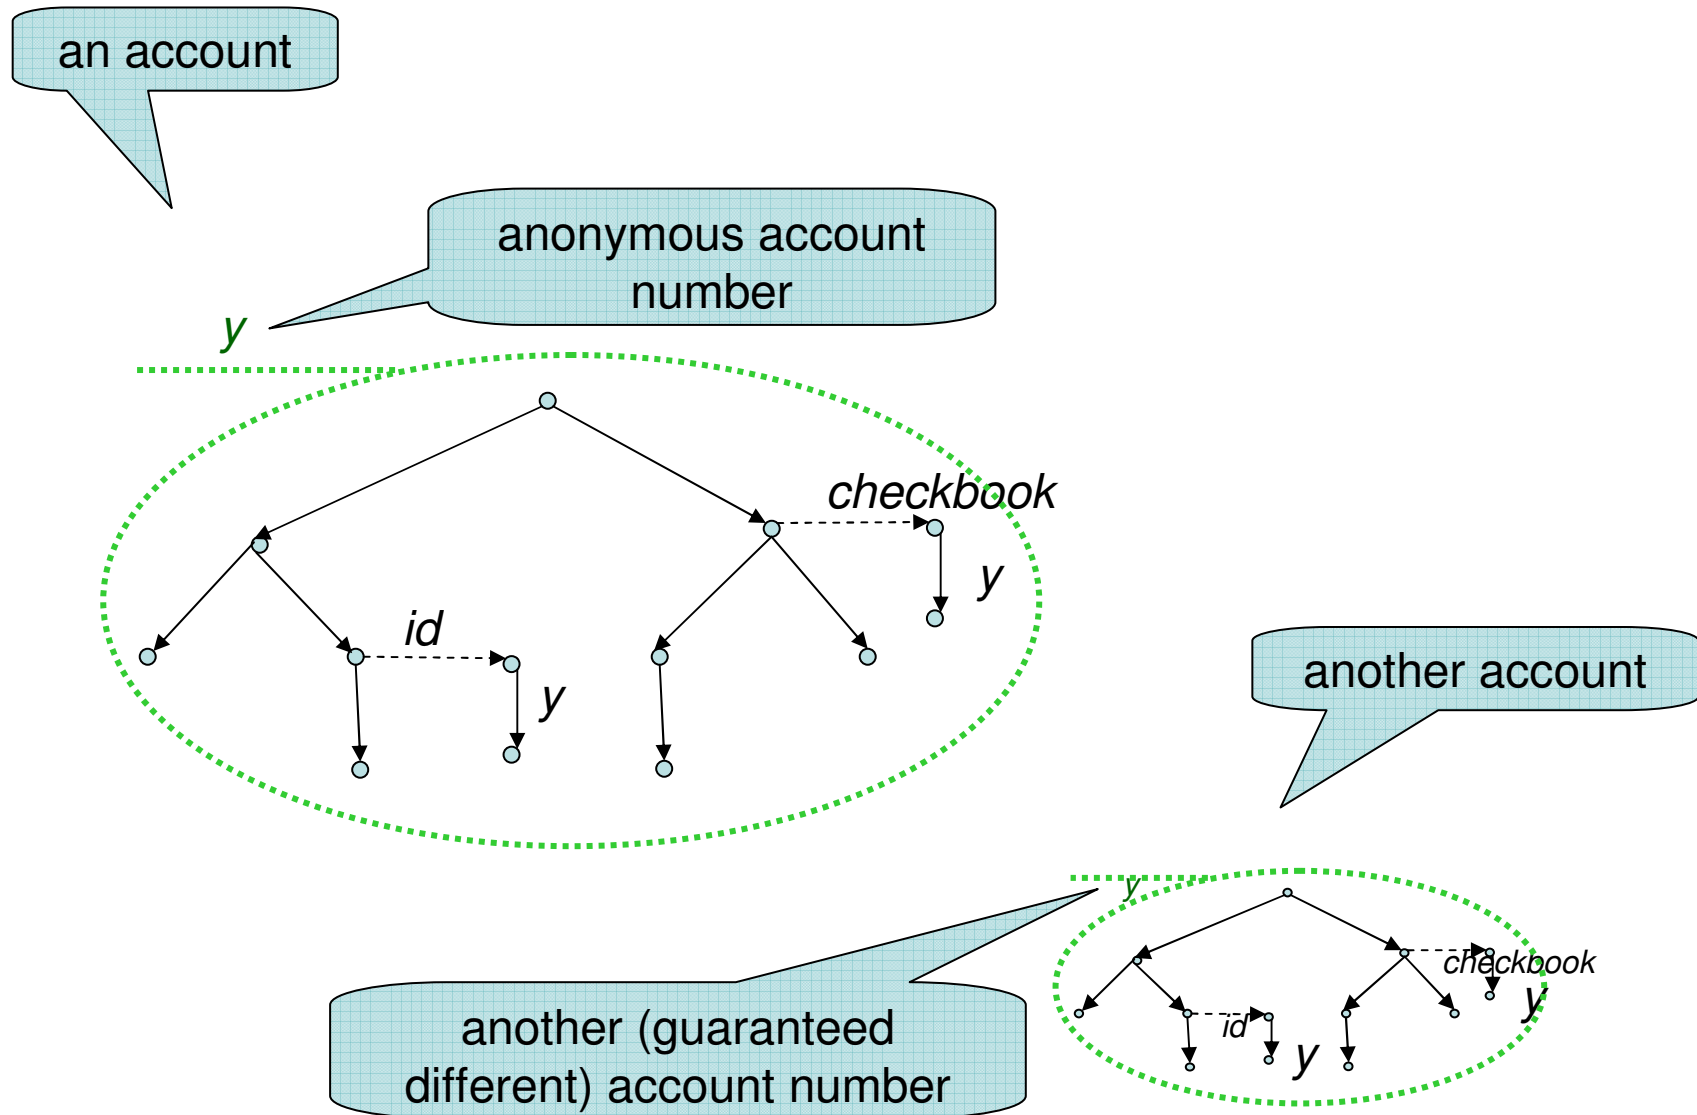 an account
anonymous account
number
y
checkbook
y
id
y
another account
y
checkbook
y
id
y
another (guaranteed
different) account number